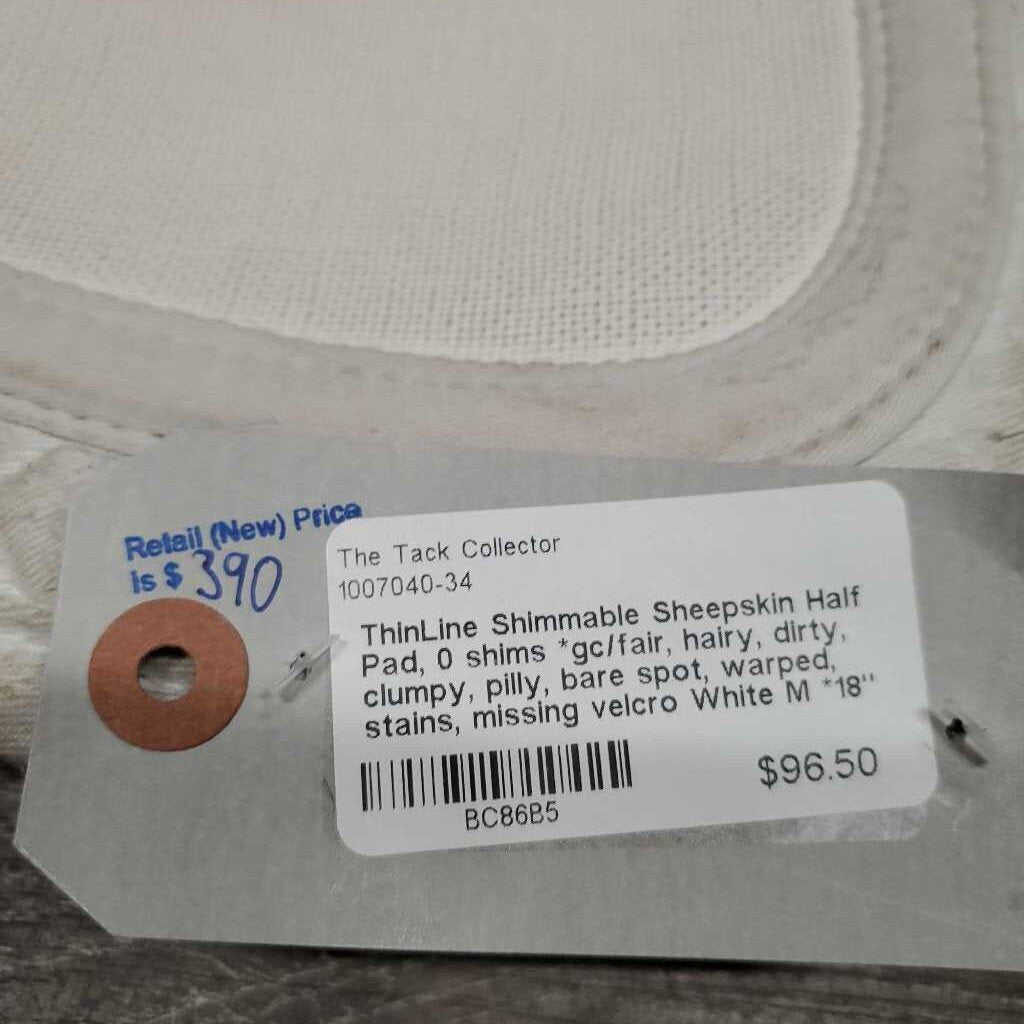 Retail (New) Price
is $ 390
The Tack Collector
1007040-34
ThinLine Shimmable Sheepskin Half
Pad, 0 shims *gc/fair, hairy, dirty,
clumpy, pilly, bare spot, warped,
stains, missing velcro White M *18"
$96.50
BC86B5